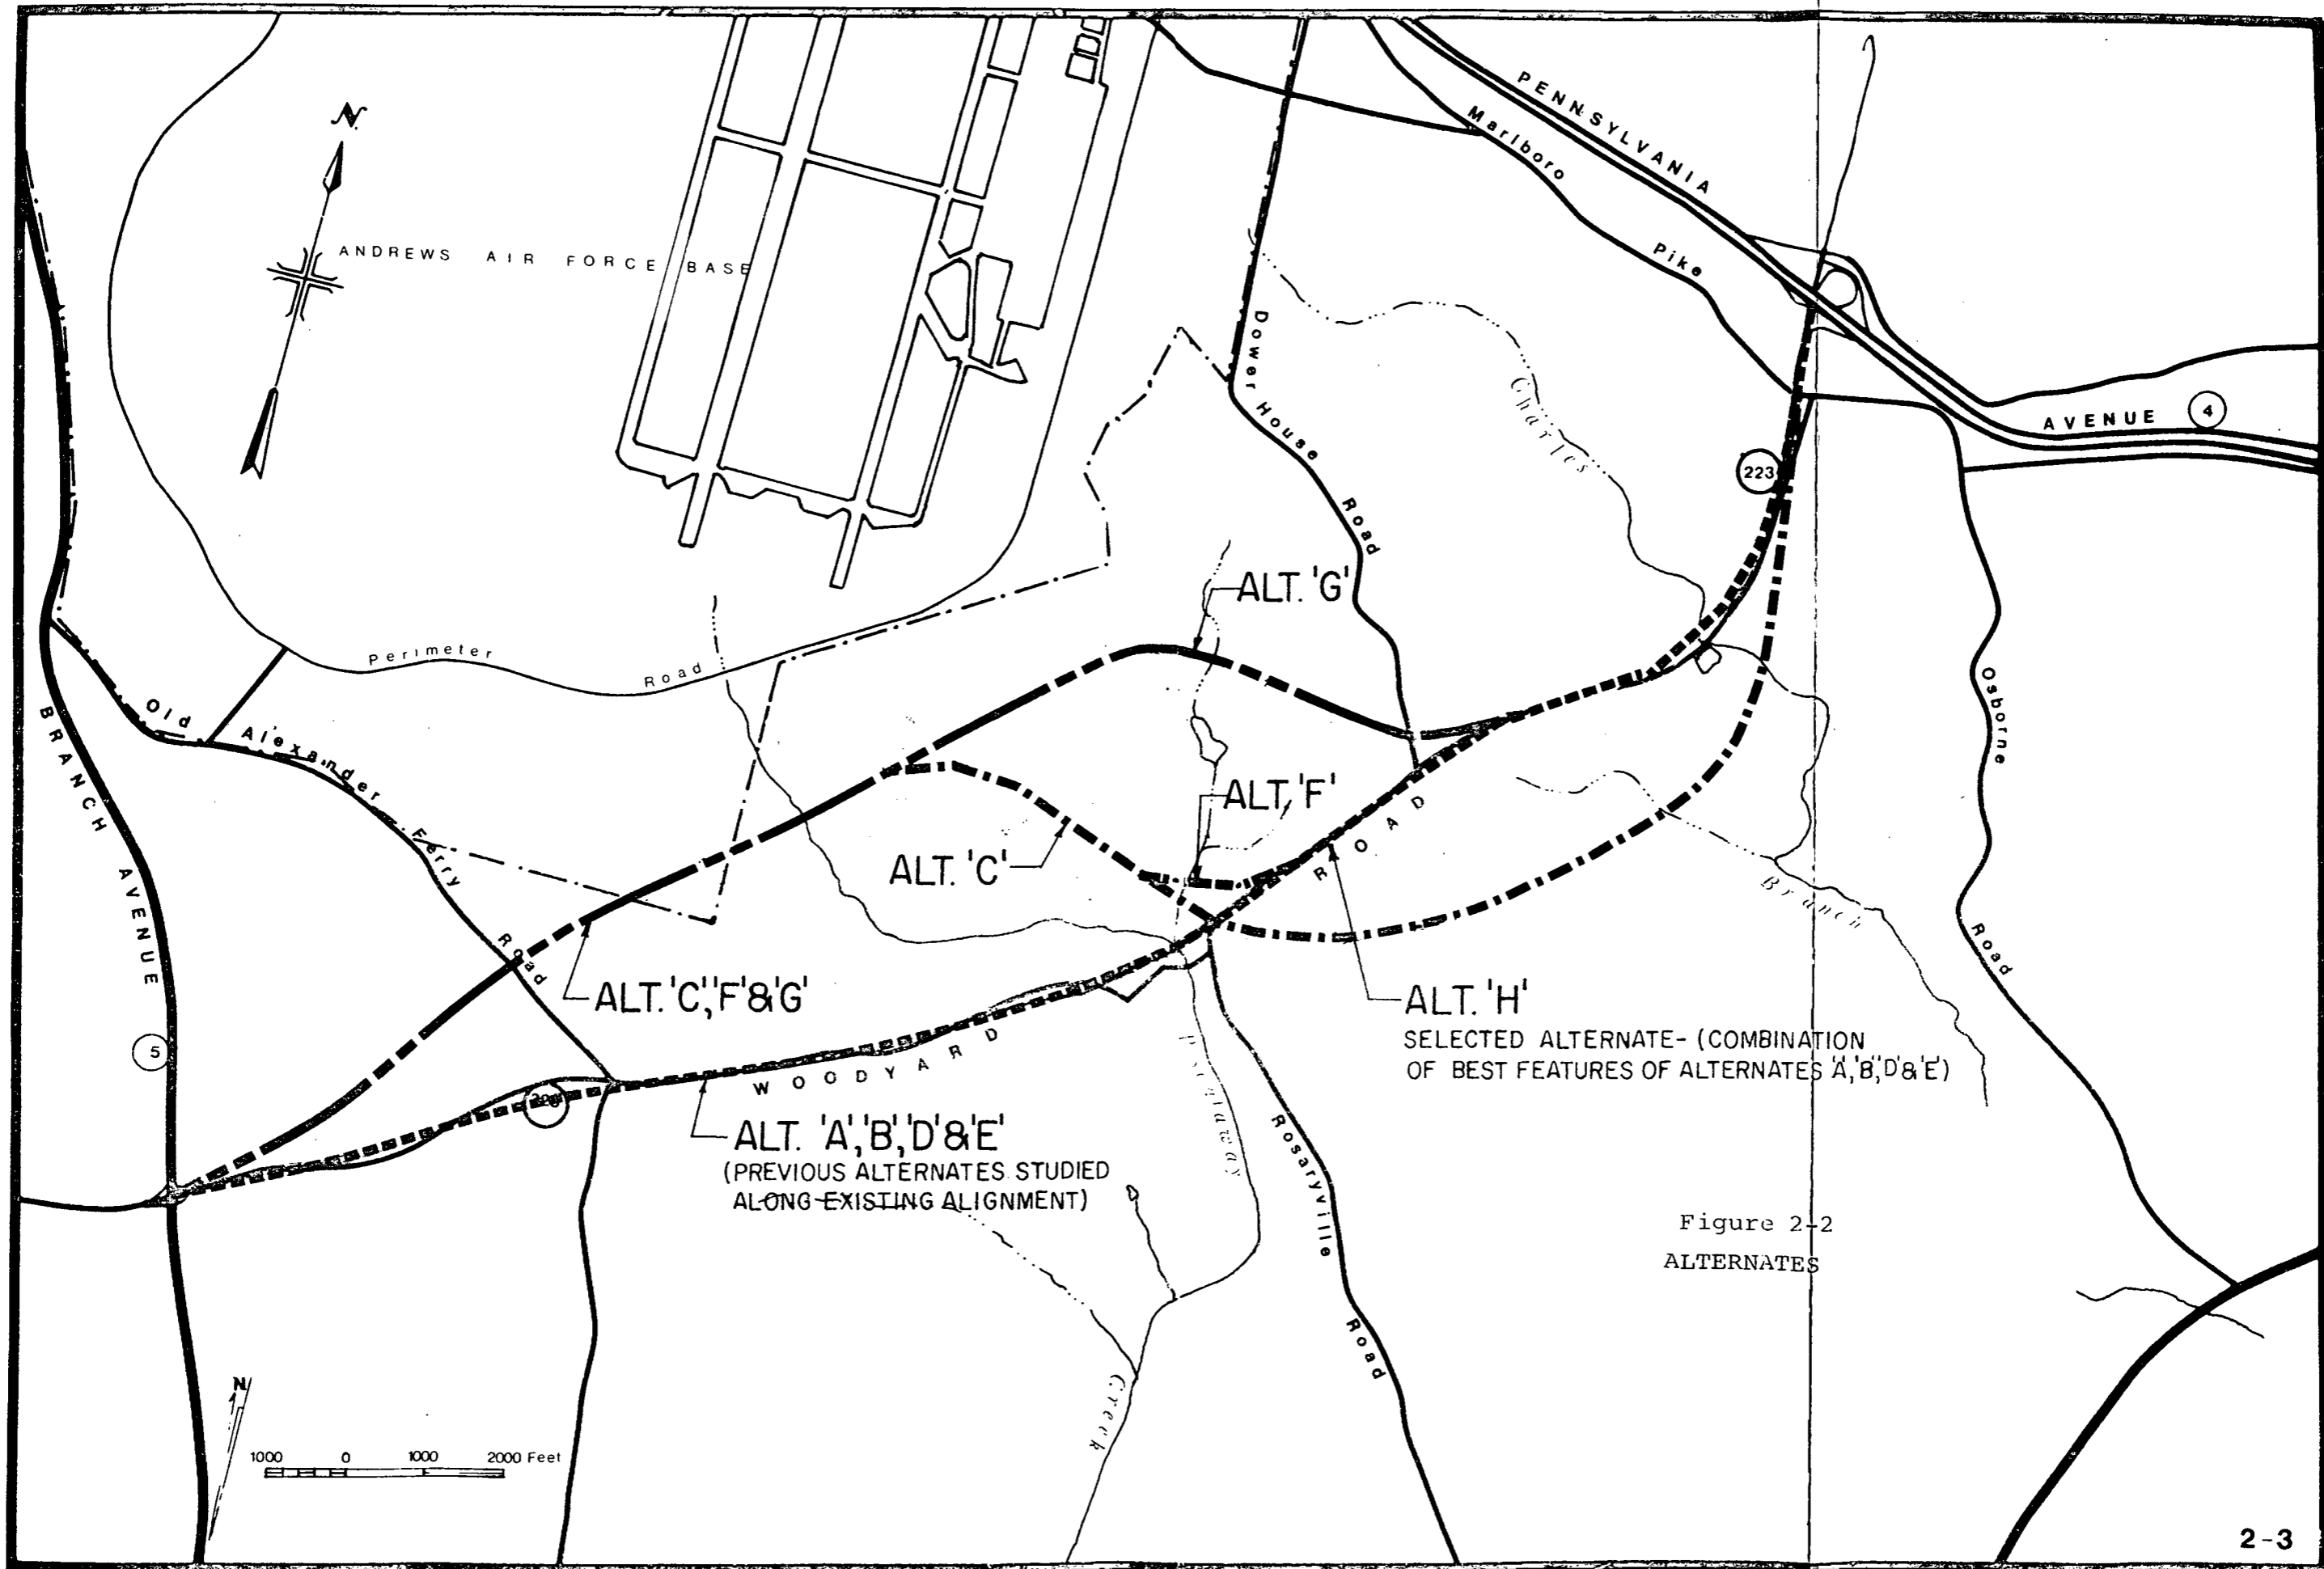 PENNSYLVANIA
Marlboro
Pike
N
ANDREWS AIR FORCE BASE
Dower House Road
Charles
AVENUE 4
223
ALT. 'G'
Perimeter Road
Old Alexander Ferry Road
BRANCH AVENUE
Osborne Road
ALT. 'F'
ALT. 'C'
ROAD
Branch
ALT. 'C', 'F' & 'G'
ALT. 'H'
SELECTED ALTERNATE- (COMBINATION
OF BEST FEATURES OF ALTERNATES 'A', 'B', 'D' & 'E')
5
WOODYARD
ALT. 'A', 'B', 'D' & 'E'
(PREVIOUS ALTERNATES STUDIED
ALONG EXISTING ALIGNMENT)
Rosaryville Road
Creek
Figure 2-2
ALTERNATES
N
1000 0 1000 2000 Feet
2-3